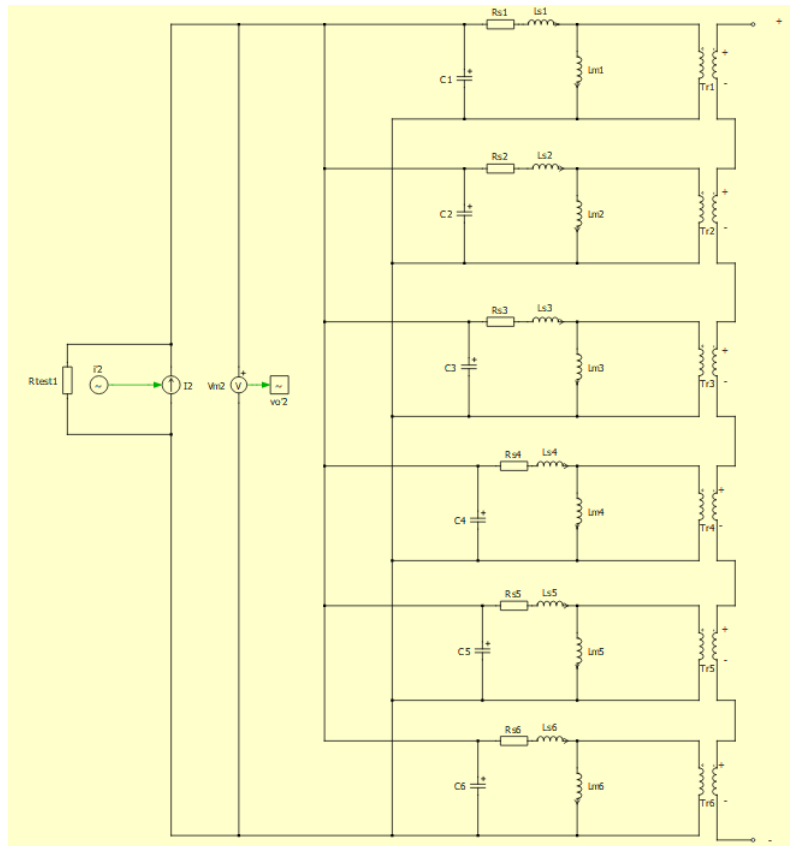 Rs1 Ls1
+
+
C1 + Lm1
Tr1 -
Rs2 Ls2
+
C2 + Lm2
Tr2 -
Rs3 Ls3
+
C3 + Lm3
Tr3 -
Rtest1 i'2 ~ I2 Vm2 + V ~
vo'2
Rs4 Ls4
+
C4 + Lm4
Tr4 -
Rs5 Ls5
+
C5 + Lm5
Tr5 -
Rs6 Ls6
+
C6 + Lm6
Tr6 -
-